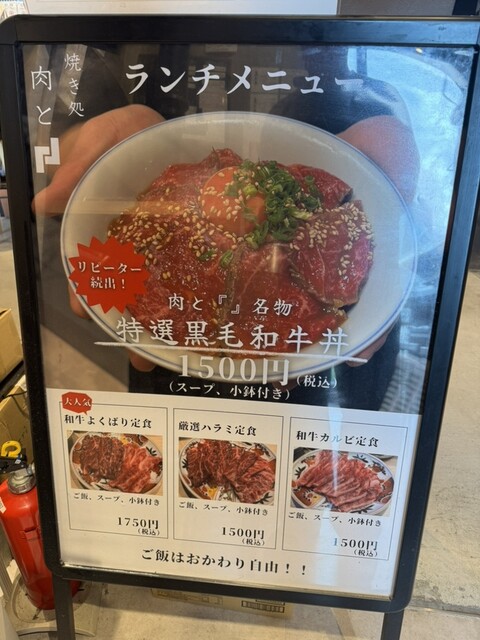 焼き処
肉と
ランチメニュー
リピーター
続出!
肉と『』名物
特選黒毛和牛丼
1500円(税込)
(スープ、小鉢付き)
大人気
和牛よくばり定食
ご飯、スープ、小鉢付き
1750円
(税込)
厳選ハラミ定食
ご飯、スープ、小鉢付き
1500円
(税込)
和牛カルビ定食
ご飯、スープ、小鉢付き
1500円
(税込)
ご飯はおかわり自由!!